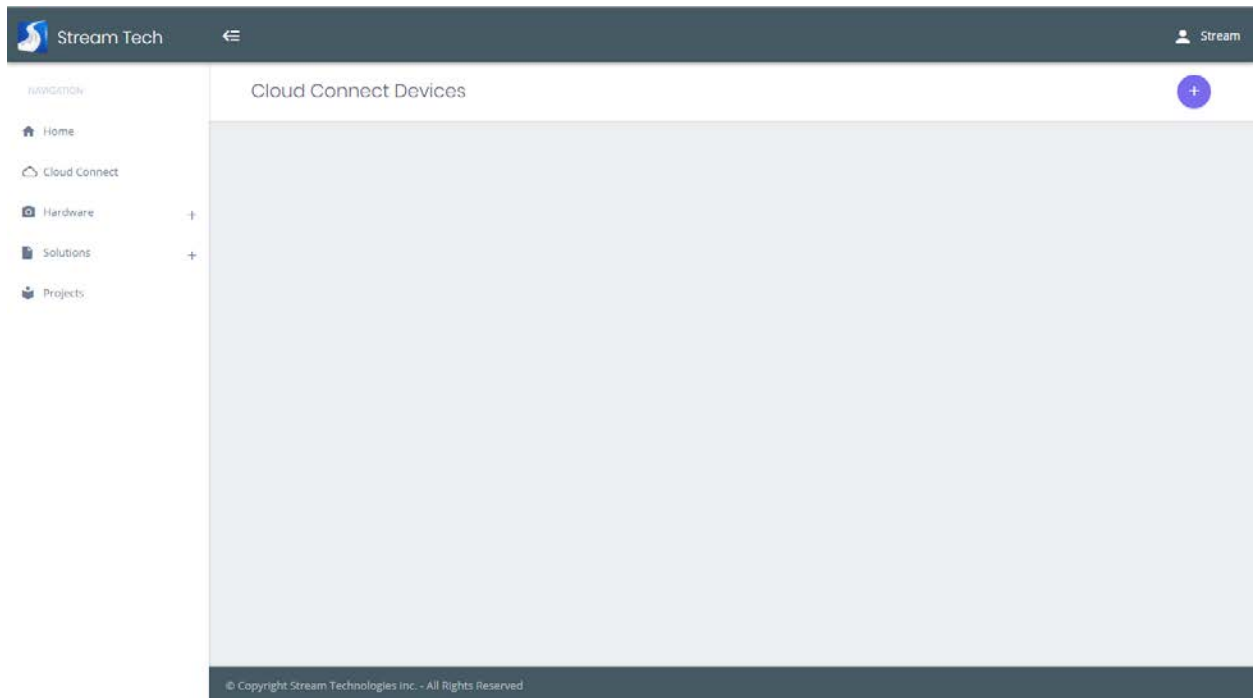 Stream Tech
Stream
NAVIGATION
Cloud Connect Devices
+
Home
Cloud Connect
Hardware +
Solutions +
Projects
© Copyright Stream Technologies Inc. - All Rights Reserved